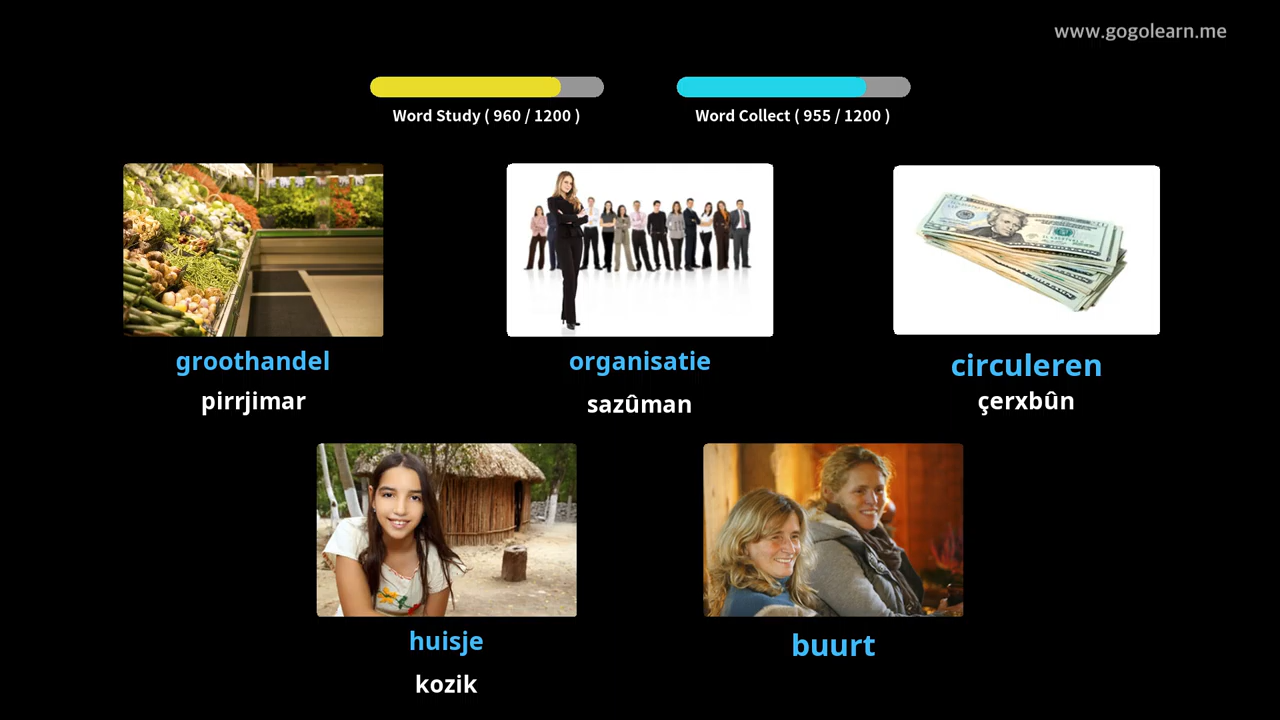 www.gogolearn.me
Word Study ( 960 / 1200 )
Word Collect ( 955 / 1200 )
groothandel
pirrjimar
organisatie
sazûman
circuleren
çerxbûn
huisje
kozik
buurt